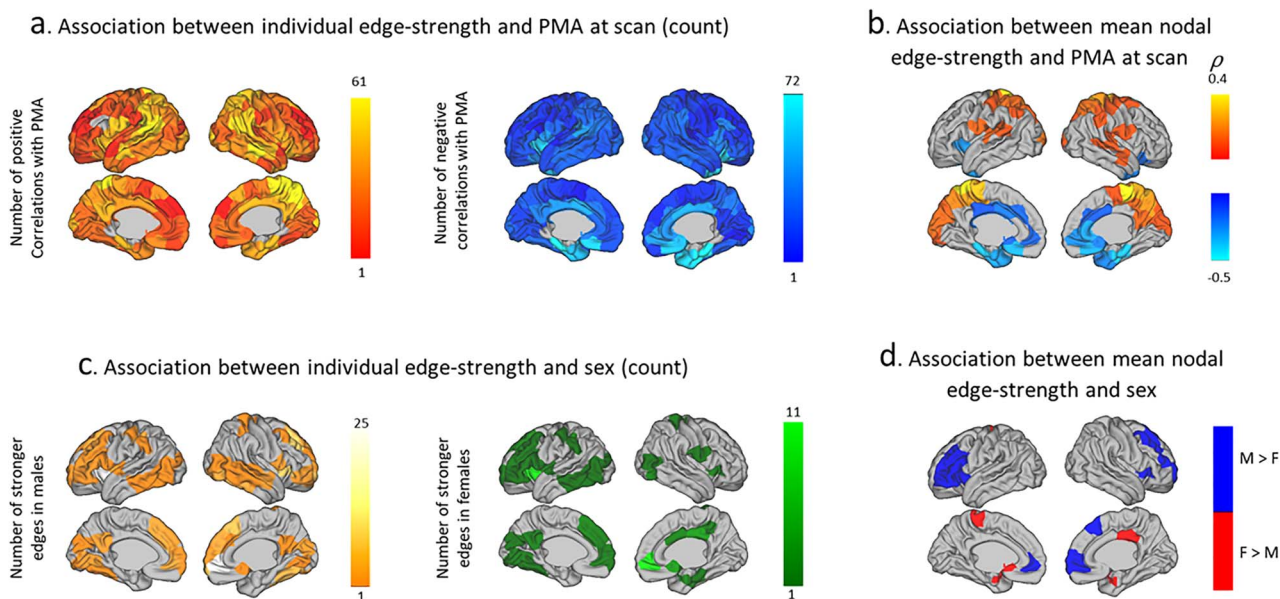 a. Association between individual edge-strength and PMA at scan (count)
Number of positive
Correlations with PMA
61
1
Number of negative
correlations with PMA
72
1
b. Association between mean nodal
edge-strength and PMA at scan
ρ
0.4
-0.5
c. Association between individual edge-strength and sex (count)
Number of stronger
edges in males
25
1
Number of stronger
edges in females
11
1
d. Association between mean nodal
edge-strength and sex
M > F
F > M